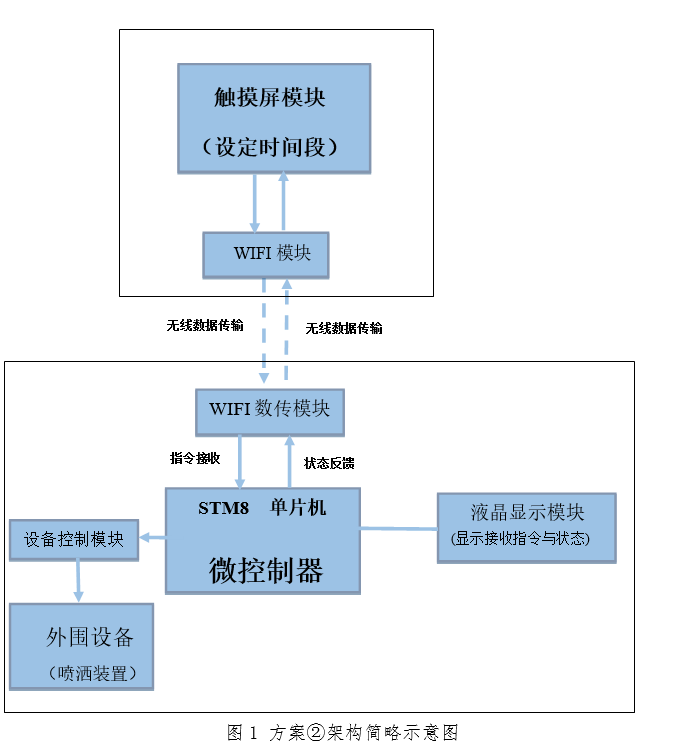 触摸屏模块
（设定时间段）
WIFI 模块
无线数据传输
无线数据传输
WIFI 数传模块
指令接收
状态反馈
STM8 单片机
微控制器
液晶显示模块
(显示接收指令与状态)
设备控制模块
外围设备
（喷洒装置）
图 1 方案②架构简略示意图